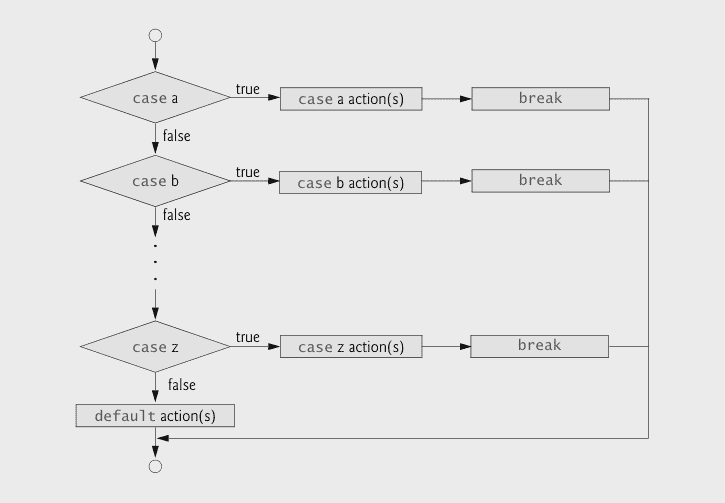 case a
true
case a action(s)
break
false
case b
true
case b action(s)
break
false
case z
true
case z action(s)
break
false
default action(s)